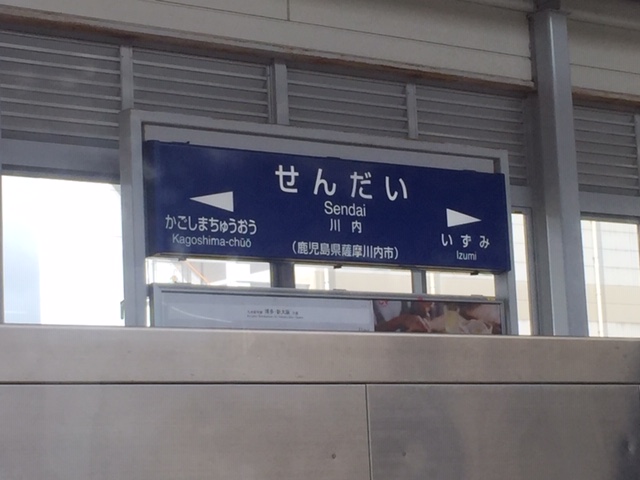 せんだい
Sendai
川内
(鹿児島県薩摩川内市)
かごしまちゅうおう
Kagoshima-chūō
いずみ
Izumi